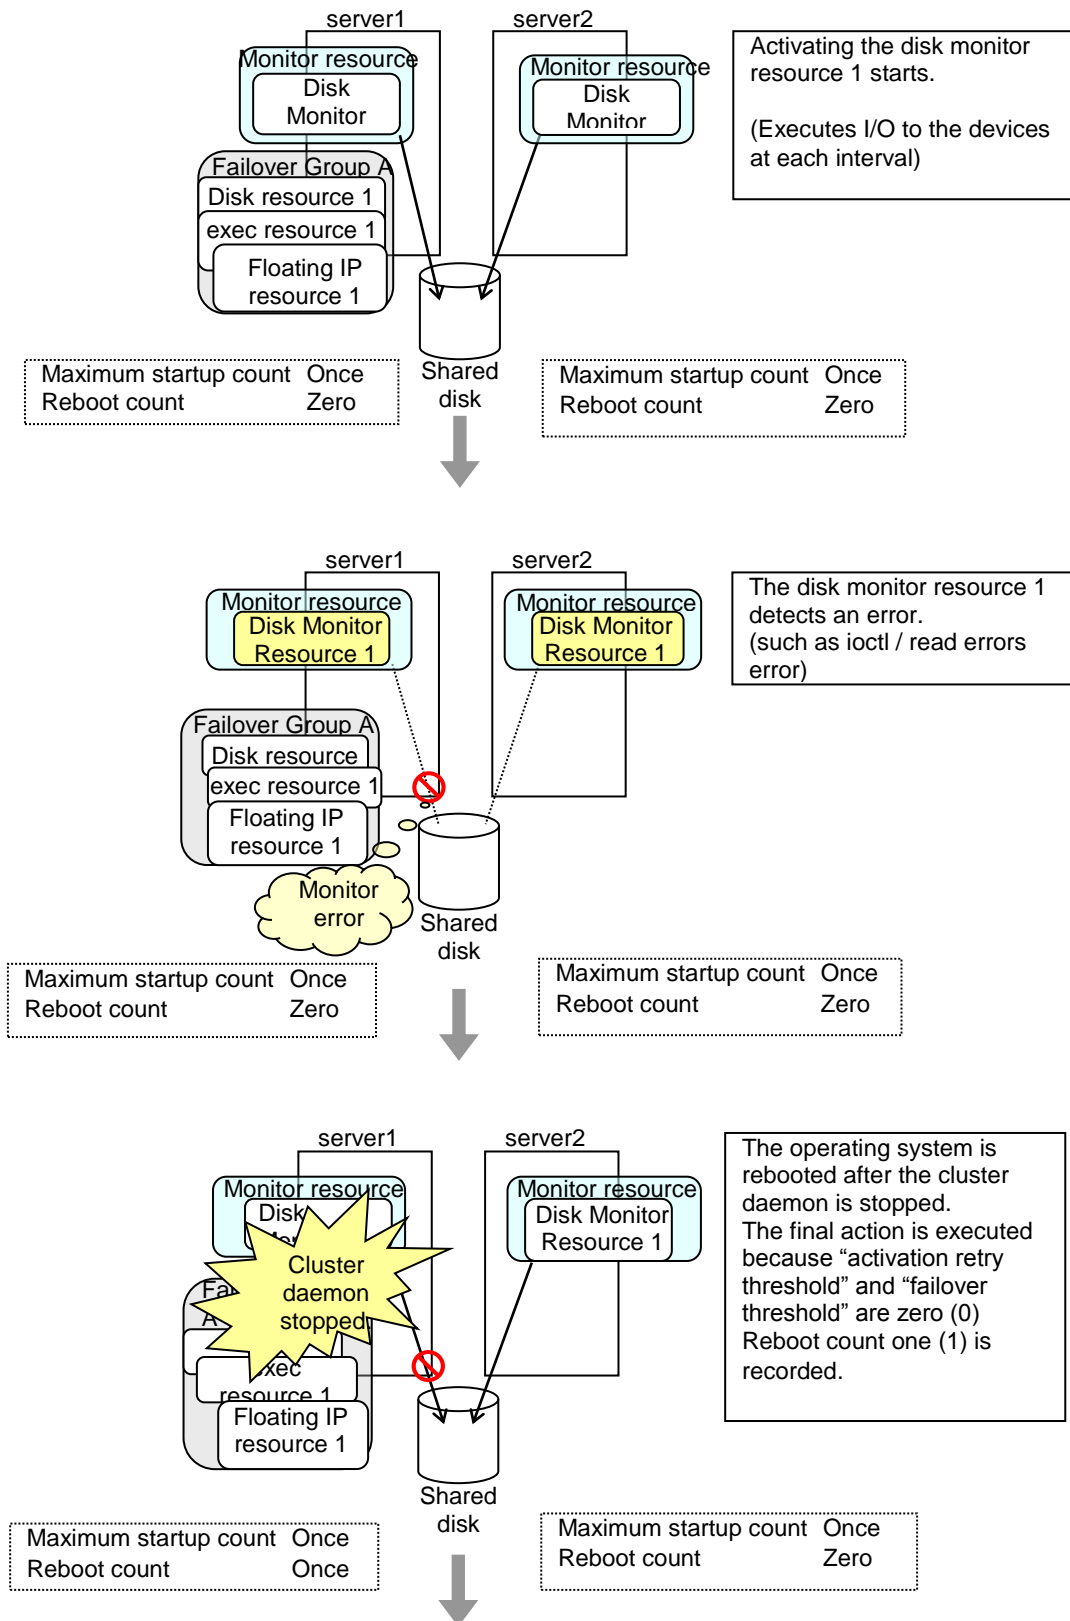 server1
server2
Monitor resource
Disk
Monitor
Monitor resource
Disk
Monitor
Activating the disk monitor
resource 1 starts.
(Executes I/O to the devices
at each interval)
Failover Group A
Disk resource 1
exec resource 1
Floating IP
resource 1
Shared
disk
Maximum startup count Once
Reboot count Zero
Maximum startup count Once
Reboot count Zero
server1
server2
Monitor resource
Disk Monitor
Resource 1
Monitor resource
Disk Monitor
Resource 1
The disk monitor resource 1
detects an error.
(such as ioctl / read errors
error)
Failover Group A
Disk resource
exec resource 1
Floating IP
resource 1
Monitor
error
Shared
disk
Maximum startup count Once
Reboot count Zero
Maximum startup count Once
Reboot count Zero
server1
server2
Monitor resource
Disk
Cluster
daemon
stopped.
Monitor resource
Disk Monitor
Resource 1
The operating system is
rebooted after the cluster
daemon is stopped.
The final action is executed
because “activation retry
threshold” and “failover
threshold” are zero (0)
Reboot count one (1) is
recorded.
A
exec
resource 1
Floating IP
resource 1
Shared
disk
Maximum startup count Once
Reboot count Once
Maximum startup count Once
Reboot count Zero